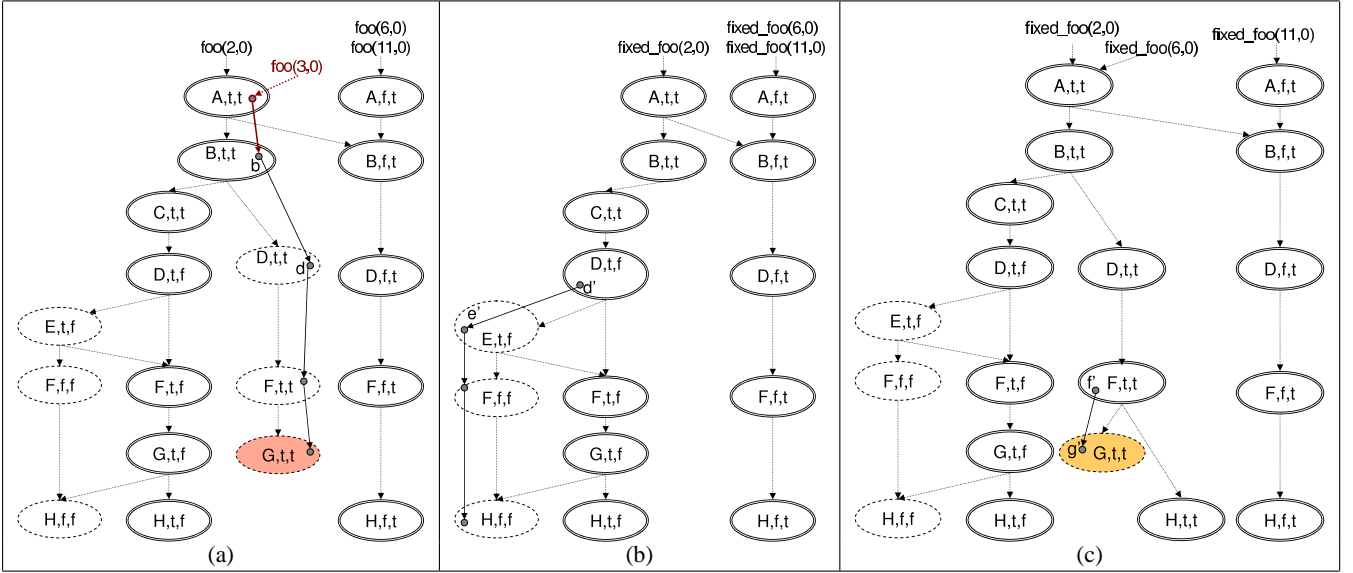 foo(6,0)
foo(2,0) foo(11,0)
foo(3,0)
A,t,t A,f,t
B,t,t B,f,t
b
C,t,t
D,t,t
d
D,t,f D,f,t
E,t,f
F,f,f F,t,f F,t,t F,f,t
G,t,f G,t,t
H,f,f H,t,f H,f,t
(a)
fixed_foo(6,0)
fixed_foo(2,0) fixed_foo(11,0)
A,t,t A,f,t
B,t,t B,f,t
C,t,t
D,t,f D,f,t
d'
e'
E,t,f
F,f,f F,t,f F,f,t
G,t,f
H,f,f H,t,f H,f,t
(b)
fixed_foo(2,0) fixed_foo(11,0)
fixed_foo(6,0)
A,t,t A,f,t
B,t,t B,f,t
C,t,t
D,t,f D,t,t D,f,t
E,t,f
F,f,f F,t,f f' F,t,t F,f,t
G,t,f g' G,t,t
H,f,f H,t,f H,t,t H,f,t
(c)